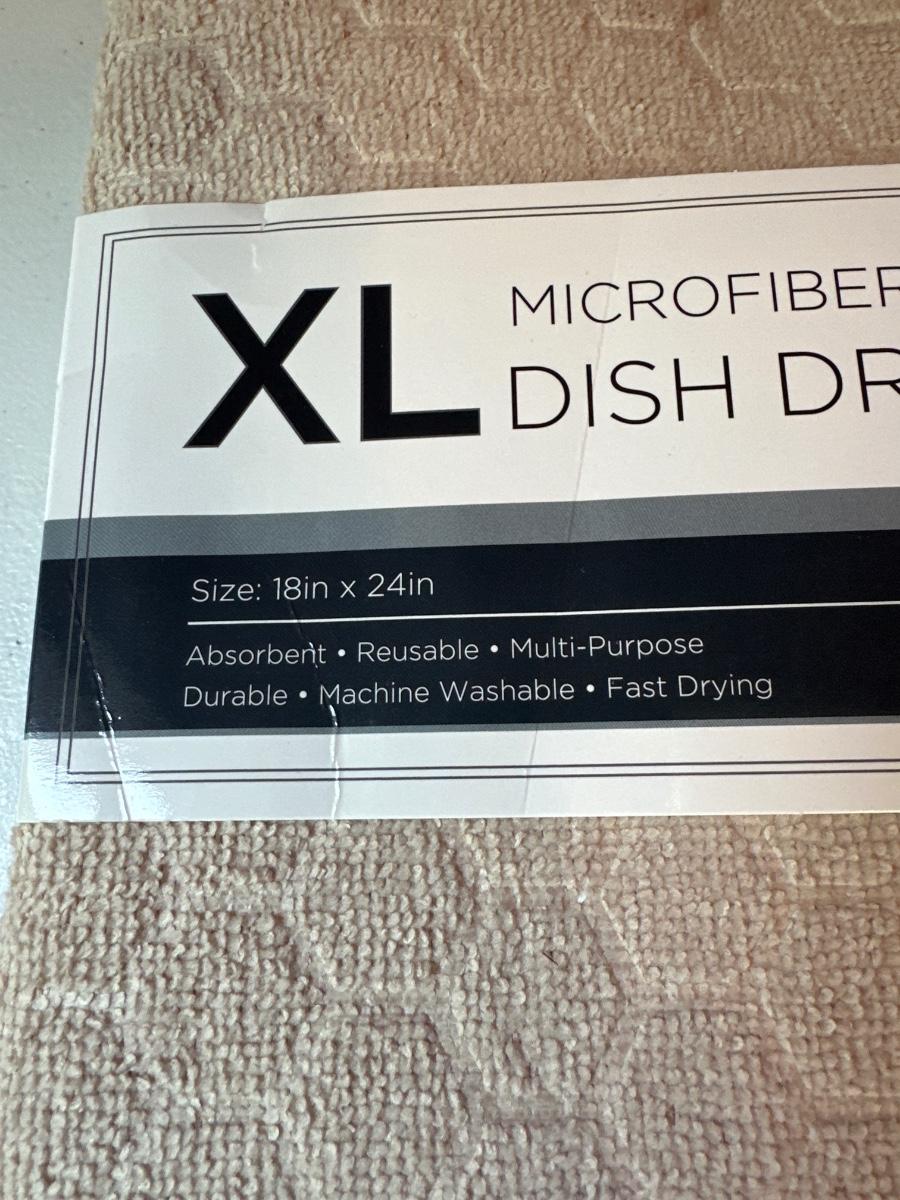 XL MICROFIBER
DISH DR
Size: 18in x 24in
Absorbent • Reusable • Multi-Purpose
Durable • Machine Washable • Fast Drying